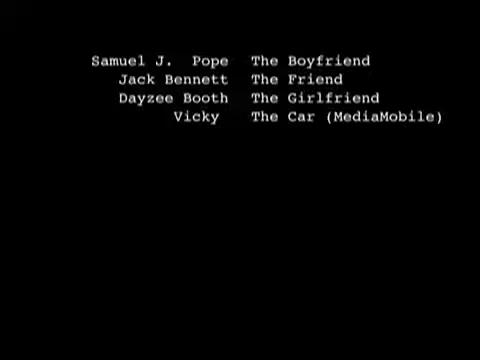 Samuel J. Pope The Boyfriend
Jack Bennett The Friend
Dayzee Booth The Girlfriend
Vicky The Car (MediaMobile)